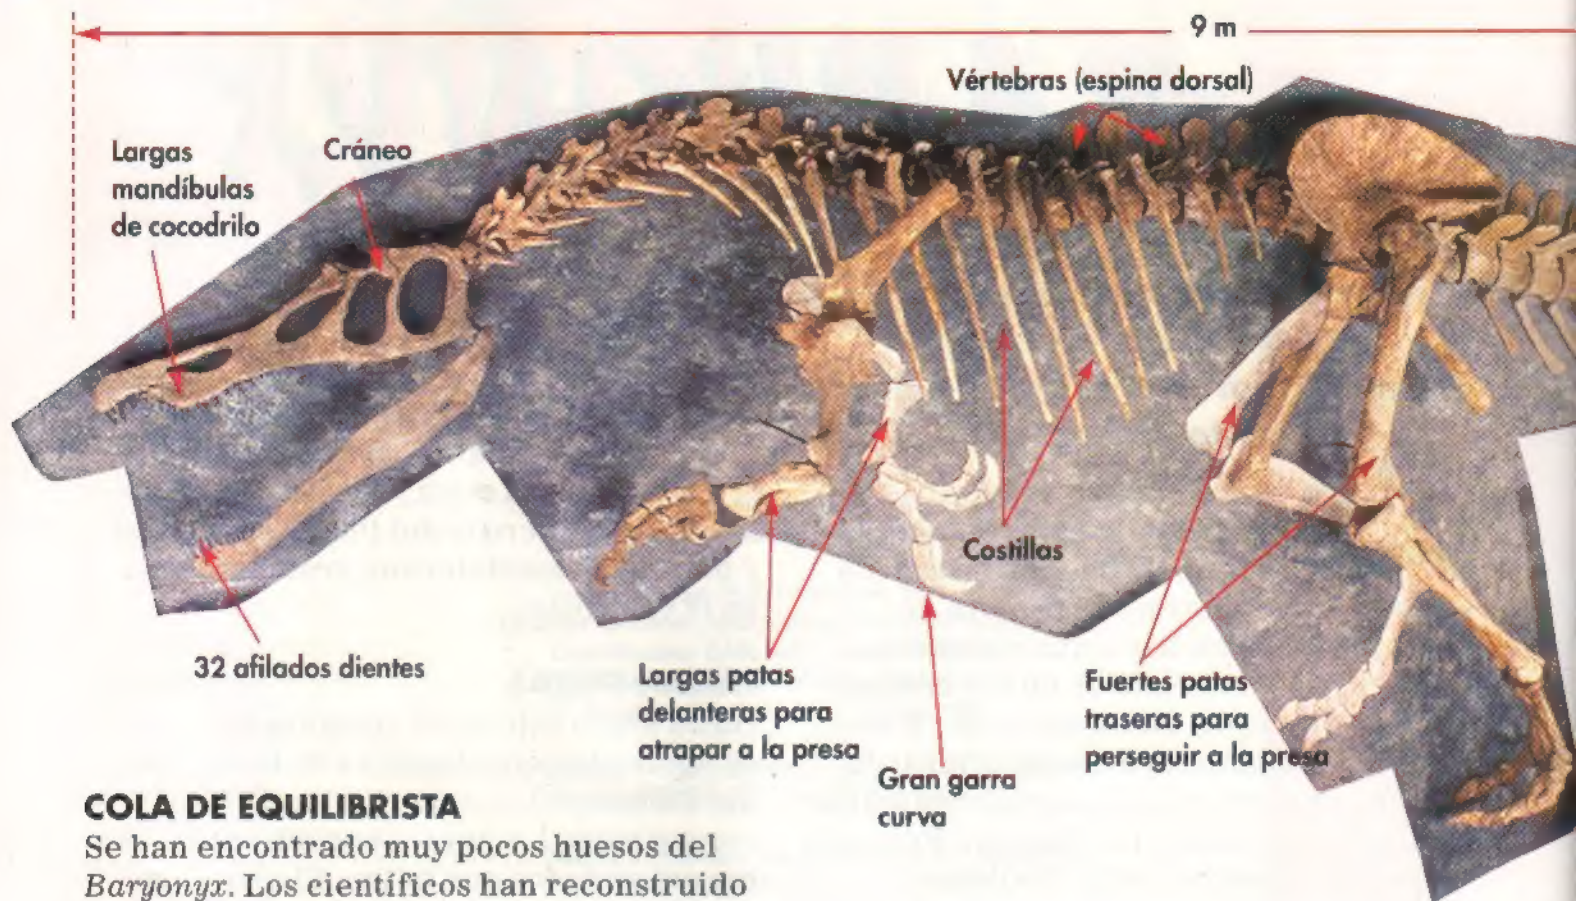 9 m
Vértebras (espina dorsal)
Largas
mandíbulas
de cocodrilo
Cráneo
Costillas
32 afilados dientes
Largas patas
delanteras para
atrapar a la presa
Gran garra
curva
Fuertes patas
traseras para
perseguir a la presa
COLA DE EQUILIBRISTA
Se han encontrado muy pocos huesos del
Baryonyx. Los científicos han reconstruido